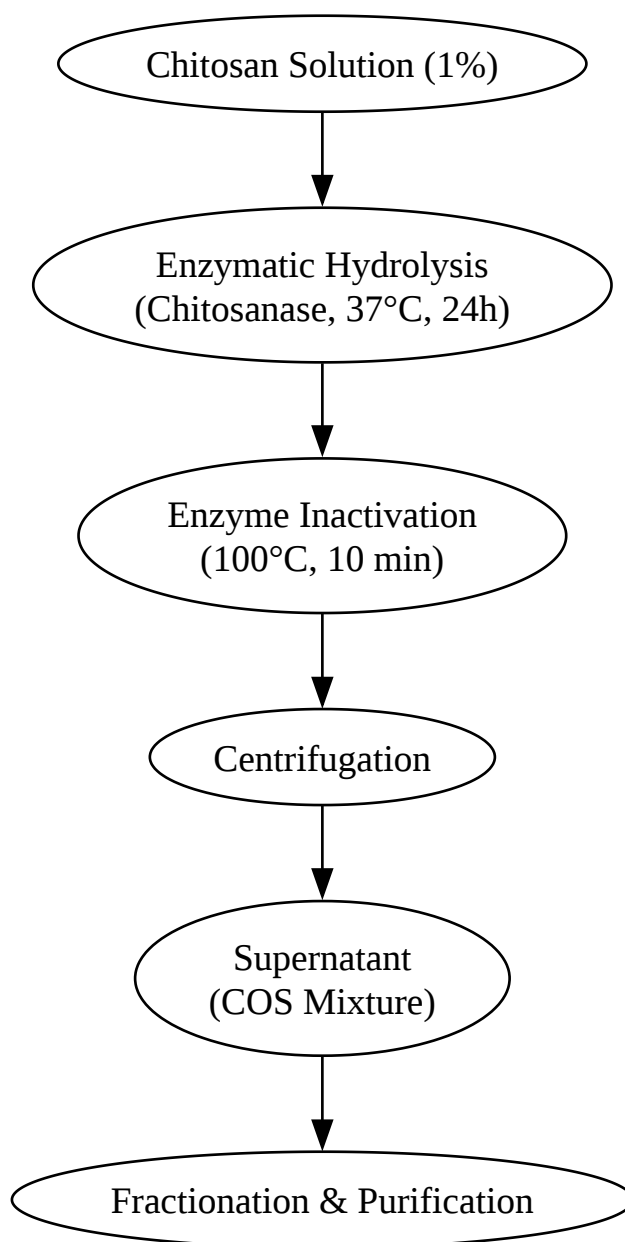 Chitosan Solution (1%)
Enzymatic Hydrolysis
(Chitosanase, 37°C, 24h)
Enzyme Inactivation
(100°C, 10 min)
Centrifugation
Supernatant
(COS Mixture)
Fractionation & Purification